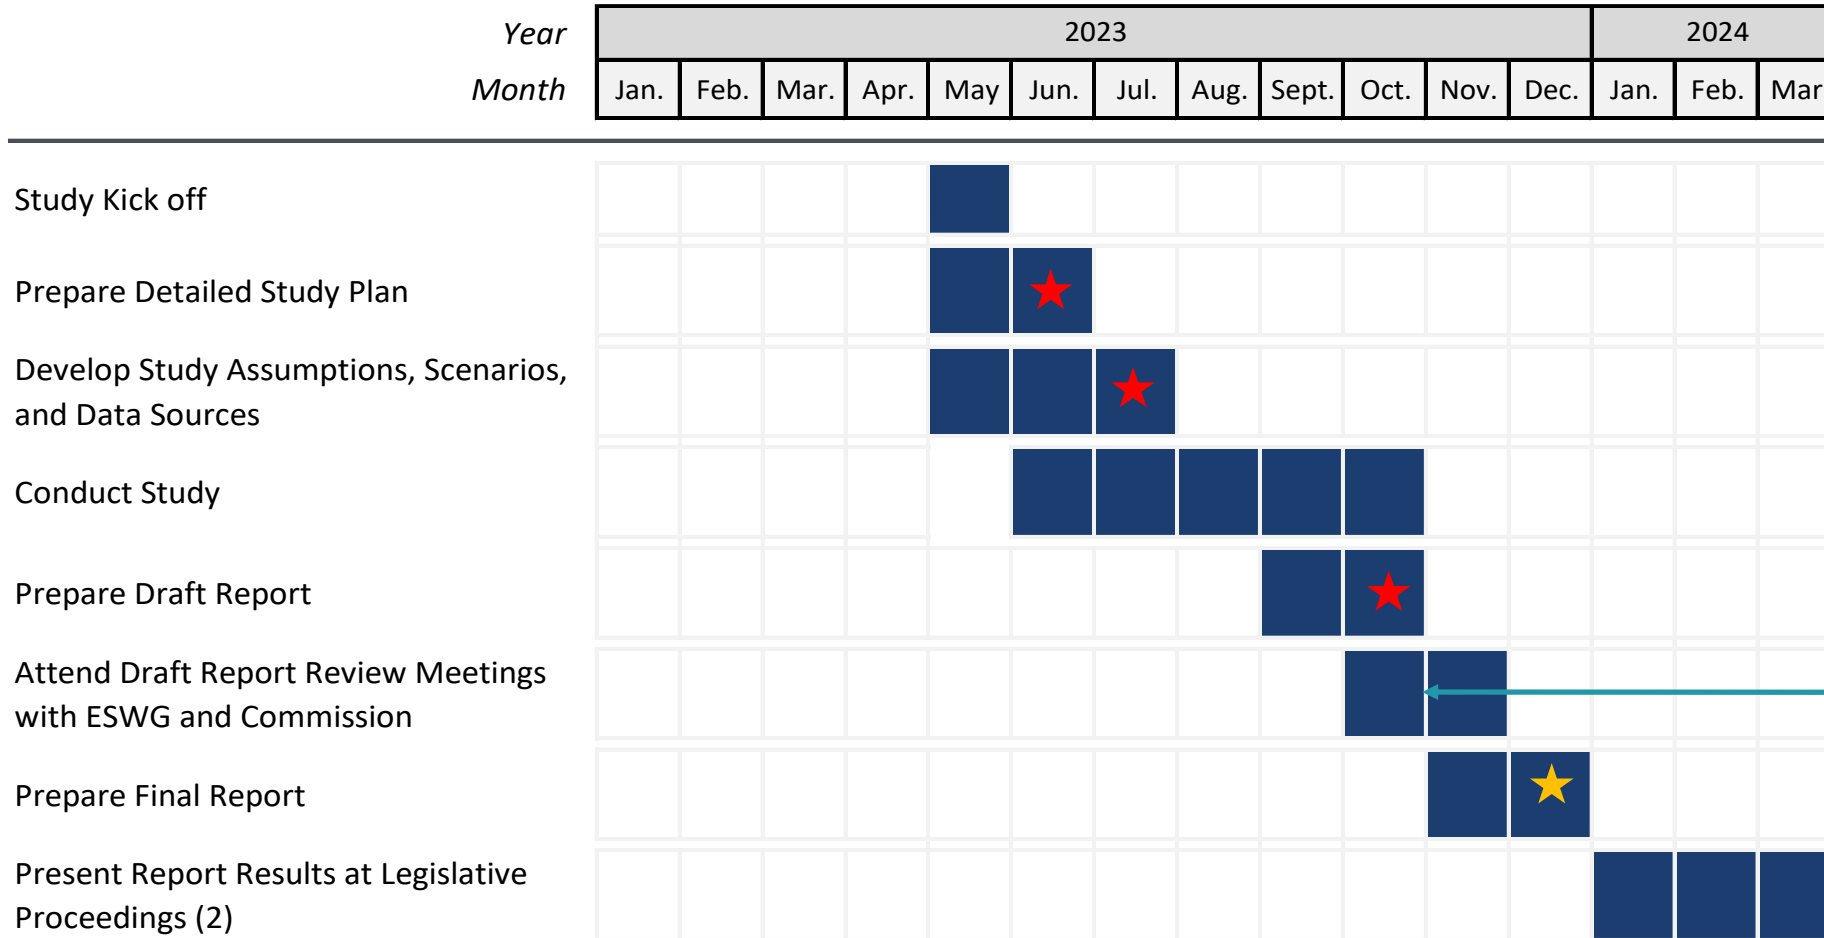 Year 2023 2024
Month Jan. Feb. Mar. Apr. May Jun. Jul. Aug. Sept. Oct. Nov. Dec. Jan. Feb. Mar
Study Kick off
Prepare Detailed Study Plan
Develop Study Assumptions, Scenarios,
and Data Sources
Conduct Study
Prepare Draft Report
Attend Draft Report Review Meetings
with ESWG and Commission
Prepare Final Report
Present Report Results at Legislative
Proceedings (2)